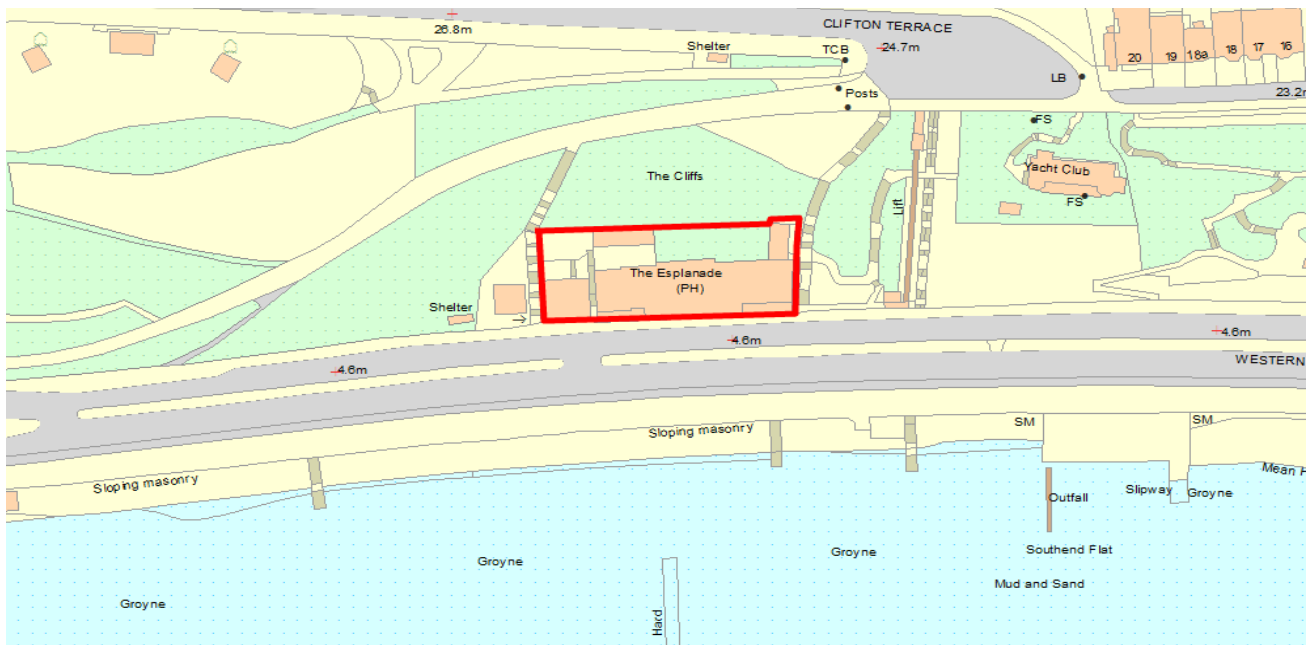 CLIFTON TERRACE
26.8m
Shelter
TCB
24.7m
20
19
18a
18
17
16
LB
Posts
23.2m
FS
The Cliffs
Yacht Club
FS
Lift
The Esplanade
(PH)
Shelter
4.6m
4.6m
4.6m
WESTERN
Sloping masonry
SM
SM
Sloping masonry
Mean H
Outfall
Slipway
Groyne
Groyne
Groyne
Southend Flat
Mud and Sand
Groyne
Hard